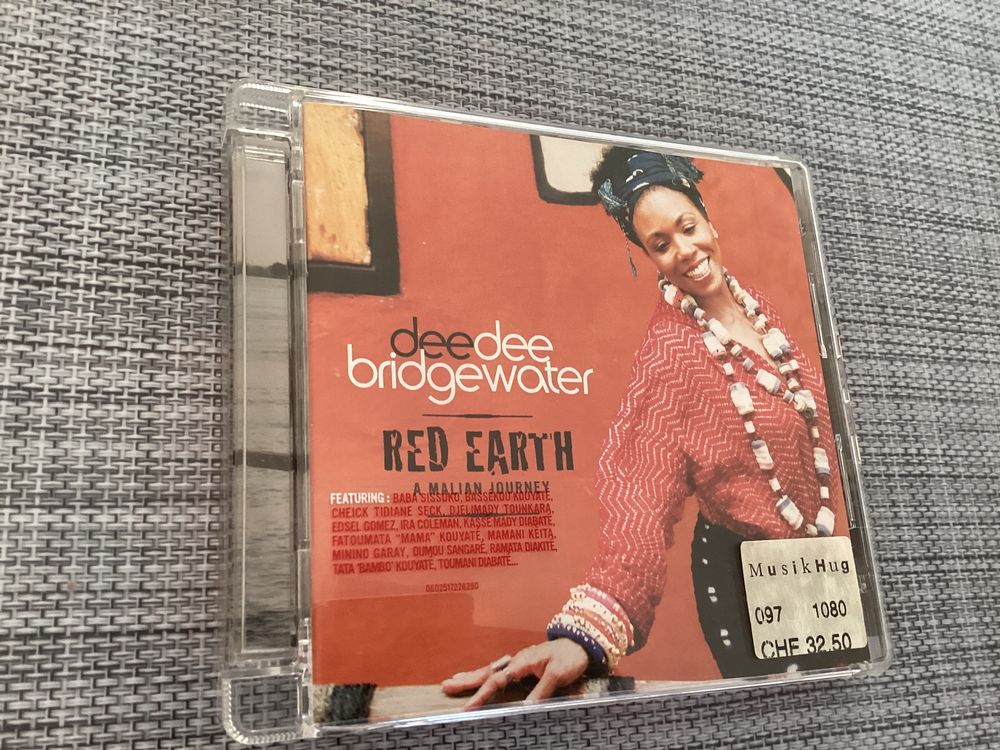 deedee
bridgewater
RED EARTH
A MALIAN JOURNEY
FEATURING : BABA SISSOKO, BASSEKOU KOUYATE,
CHEICK TIDIANE SECK, DJELIMADY TOUNKARA,
EDSEL GOMEZ, IRA COLEMAN, KASSE MADY DIABATE,
FATOUMATA "MAMA" KOUYATE, MAMANI KEITA,
MININO GARAY, OUMOU SANGARE, RAMATA DIAKITE,
TATA 'BAMBO' KOUYATE, TOUMANI DIABATE...
0602517226290
MusikHug
097 1080
CHF 32.50